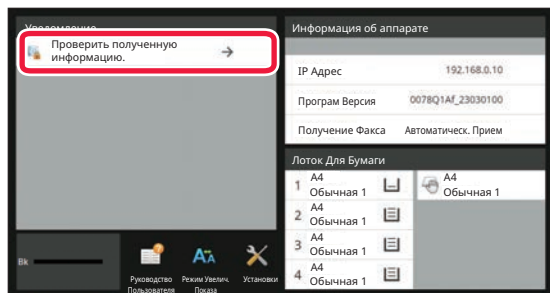 Уведомление
Проверить полученную
информацию.
Bk
Руководство
Пользователя
Режим Увелич.
Показа
Установки
Информация об аппарате
IP Адрес 192.168.0.10
Програм Версия 0078Q1Af_23030100
Получение Факса Автоматическ. Прием
Лоток Для Бумаги
1 A4
Обычная 1
A4
Обычная 1
2 A4
Обычная 1
3 A4
Обычная 1
4 A4
Обычная 1